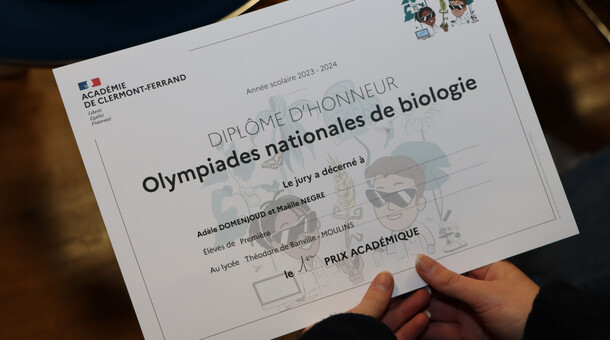 ACADÉMIE
DE CLERMONT-FERRAND
Liberté
Égalité
Fraternité
Année scolaire 2023 - 2024
DIPLÔME D'HONNEUR
Olympiades nationales de biologie
Le jury a décerné à
Adèle DOMENJOUD et Maëlle NEGRE
Élèves de Première
Au lycée Théodore de Banville - MOULINS
le 1er PRIX ACADÉMIQUE